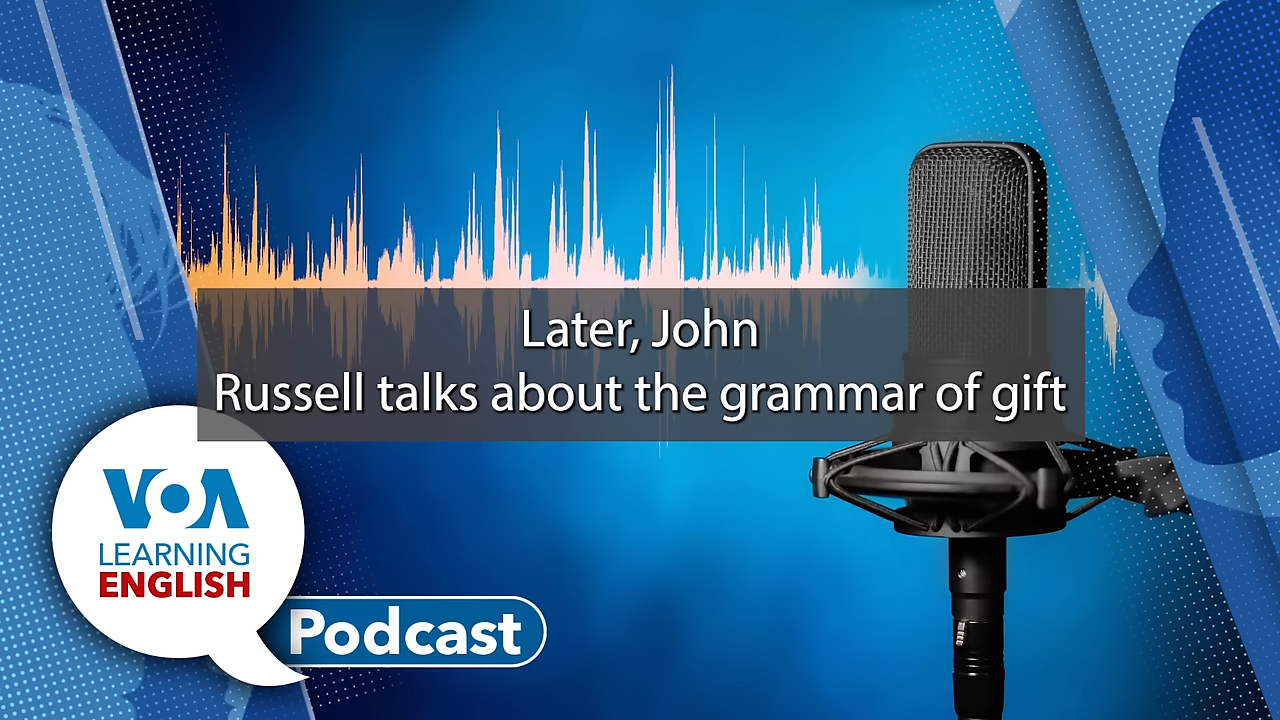 Later, John
Russell talks about the grammar of gift
VOA
LEARNING
ENGLISH
Podcast